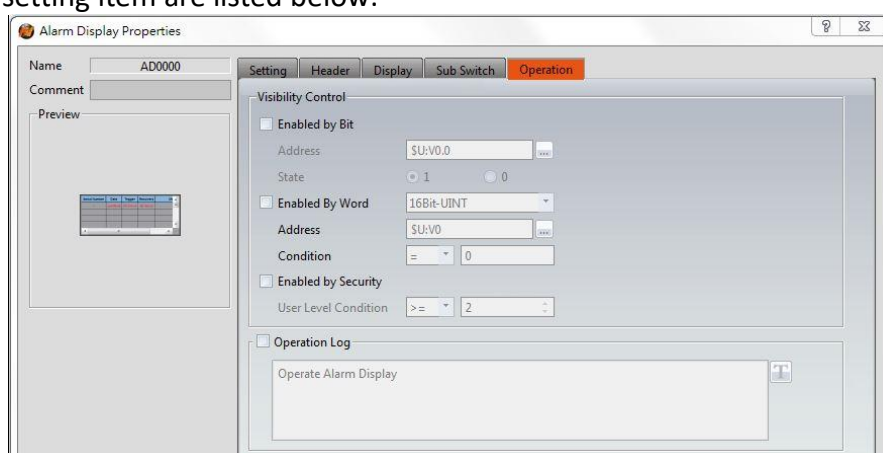 setting item are listed below.
Alarm Display Properties
Name AD0000
Comment
Preview
Setting Header Display Sub Switch Operation
Visibility Control
Enabled by Bit
Address $U:V0.0 ...
State 1 0
Enabled By Word 16Bit-UINT
Address $U:V0 ...
Condition = 0
Enabled by Security
User Level Condition >= 2
Operation Log
Operate Alarm Display
T